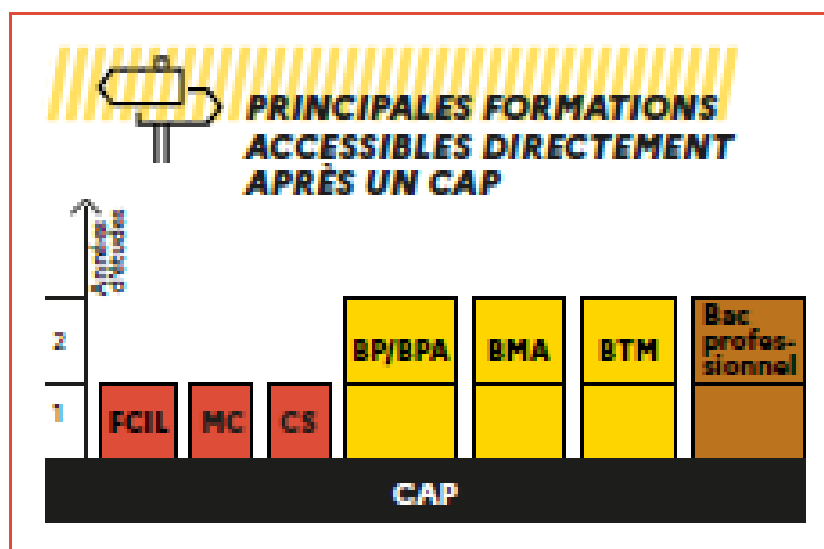 PRINCIPALES FORMATIONS
ACCESSIBLES DIRECTEMENT
APRÈS UN CAP
Années
d'études
2
1
BP/BPA
BMA
BTM
Bac
profes-
sionnel
FCIL
MC
CS
CAP